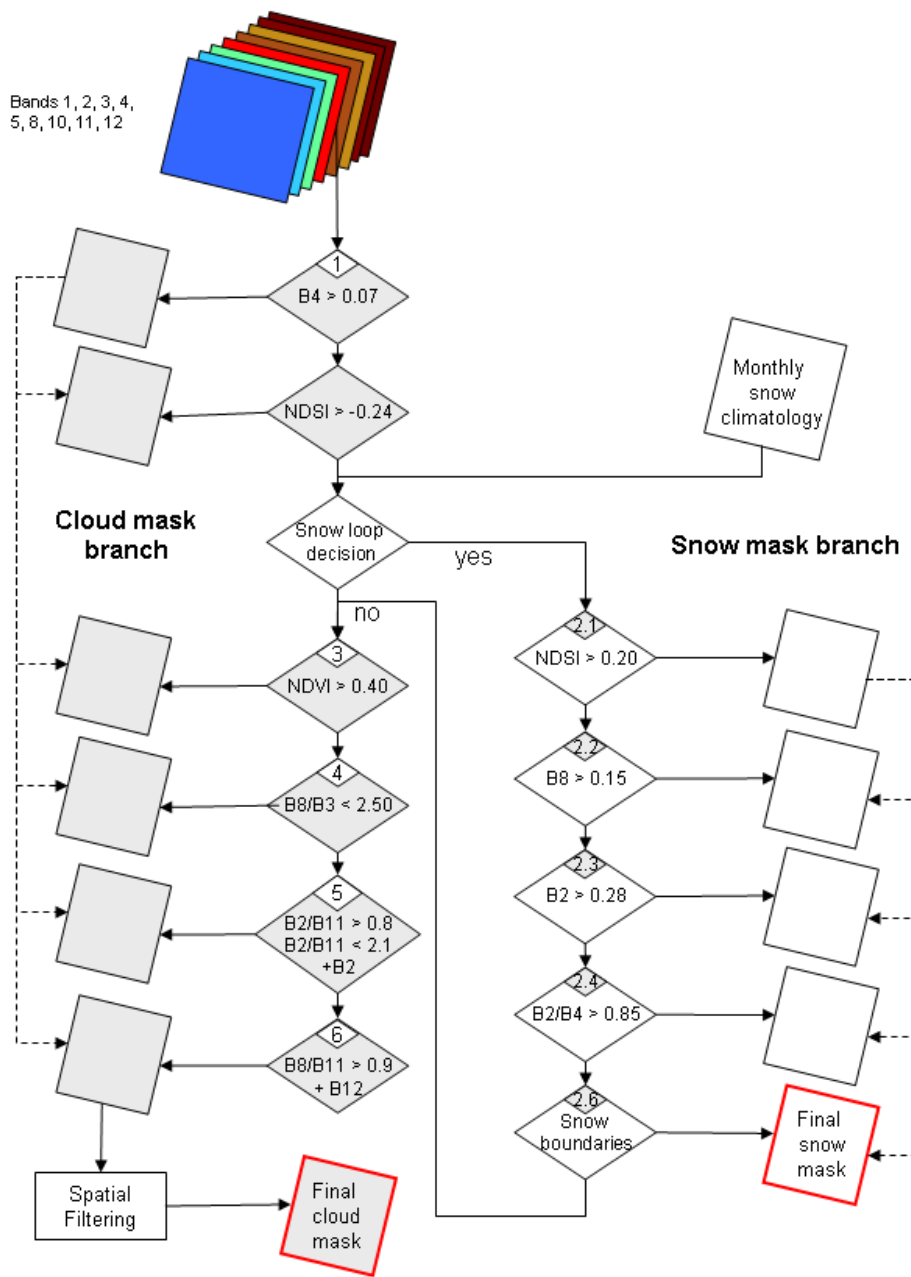 Bands 1, 2, 3, 4,
5, 8, 10, 11, 12
1
B4 > 0.07
NDSI > -0.24
Monthly
snow
climatology
Cloud mask
branch
Snow loop
decision
yes
Snow mask branch
no
2.1
NDSI > 0.20
3
NDVI > 0.40
2.2
B8 > 0.15
4
B8/B3 < 2.50
2.3
B2 > 0.28
5
B2/B11 > 0.8
B2/B11 < 2.1
+B2
2.4
B2/B4 > 0.85
6
B8/B11 > 0.9
+ B12
2.6
Snow
boundaries
Final
snow
mask
Spatial
Filtering
Final
cloud
mask